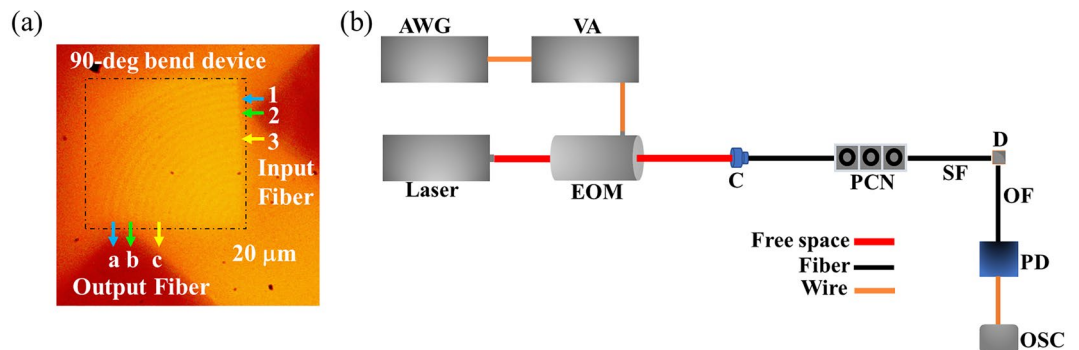 (a)
90-deg bend device
1
2
3
Input
Fiber
a b c
20 μm
Output Fiber
(b)
AWG
VA
Laser
EOM
C
PCN
SF
D
OF
PD
OSC
Free space
Fiber
Wire